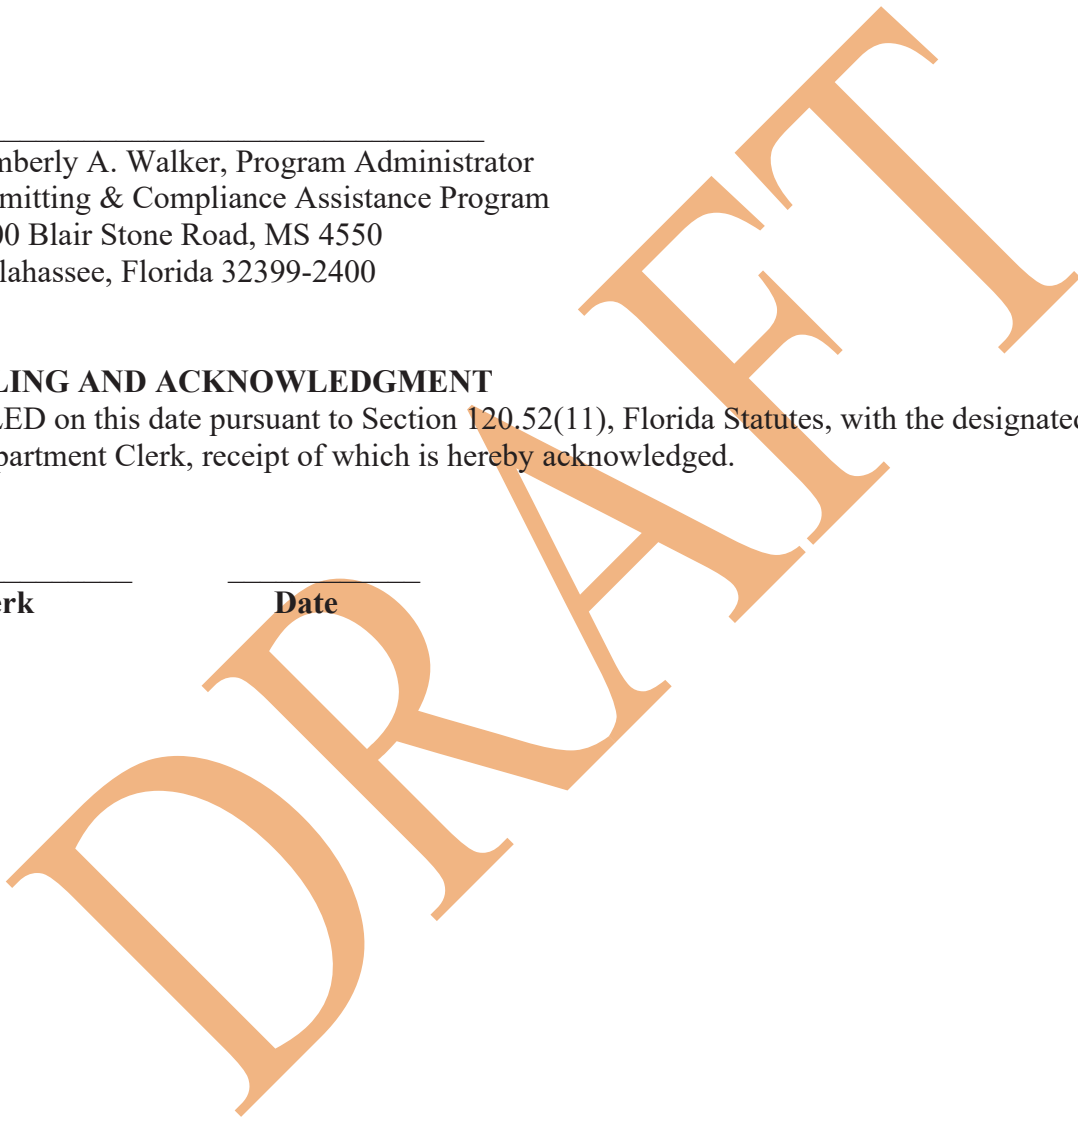 mberly A. Walker, Program Administrator
mitting & Compliance Assistance Program
00 Blair Stone Road, MS 4550
lahassee, Florida 32399-2400
LING AND ACKNOWLEDGMENT
LED on this date pursuant to Section 120.52(11), Florida Statutes, with the designated
partment Clerk, receipt of which is hereby acknowledged.
erk Date
DRAFT